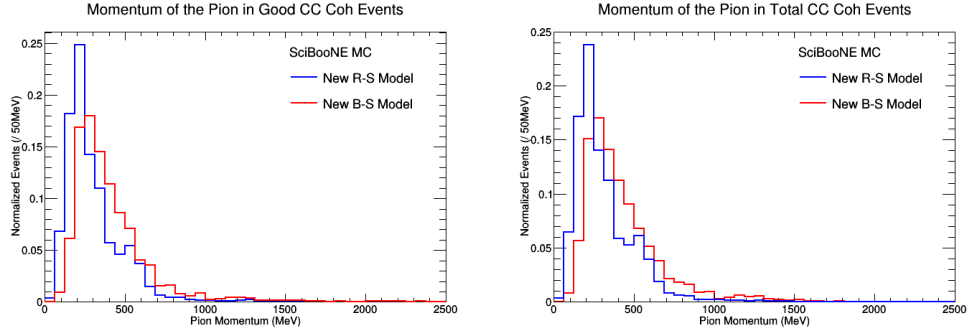 Momentum of the Pion in Good CC Coh Events
Normalized Events (/ 50MeV)
0.25
0.2
0.15
0.1
0.05
0
SciBooNE MC
New R-S Model
New B-S Model
0 500 1000 1500 2000 2500
Pion Momentum (MeV)
Momentum of the Pion in Total CC Coh Events
Normalized Events (/ 50MeV)
0.25
0.2
0.15
0.1
0.05
0
SciBooNE MC
New R-S Model
New B-S Model
0 500 1000 1500 2000 2500
Pion Momentum (MeV)